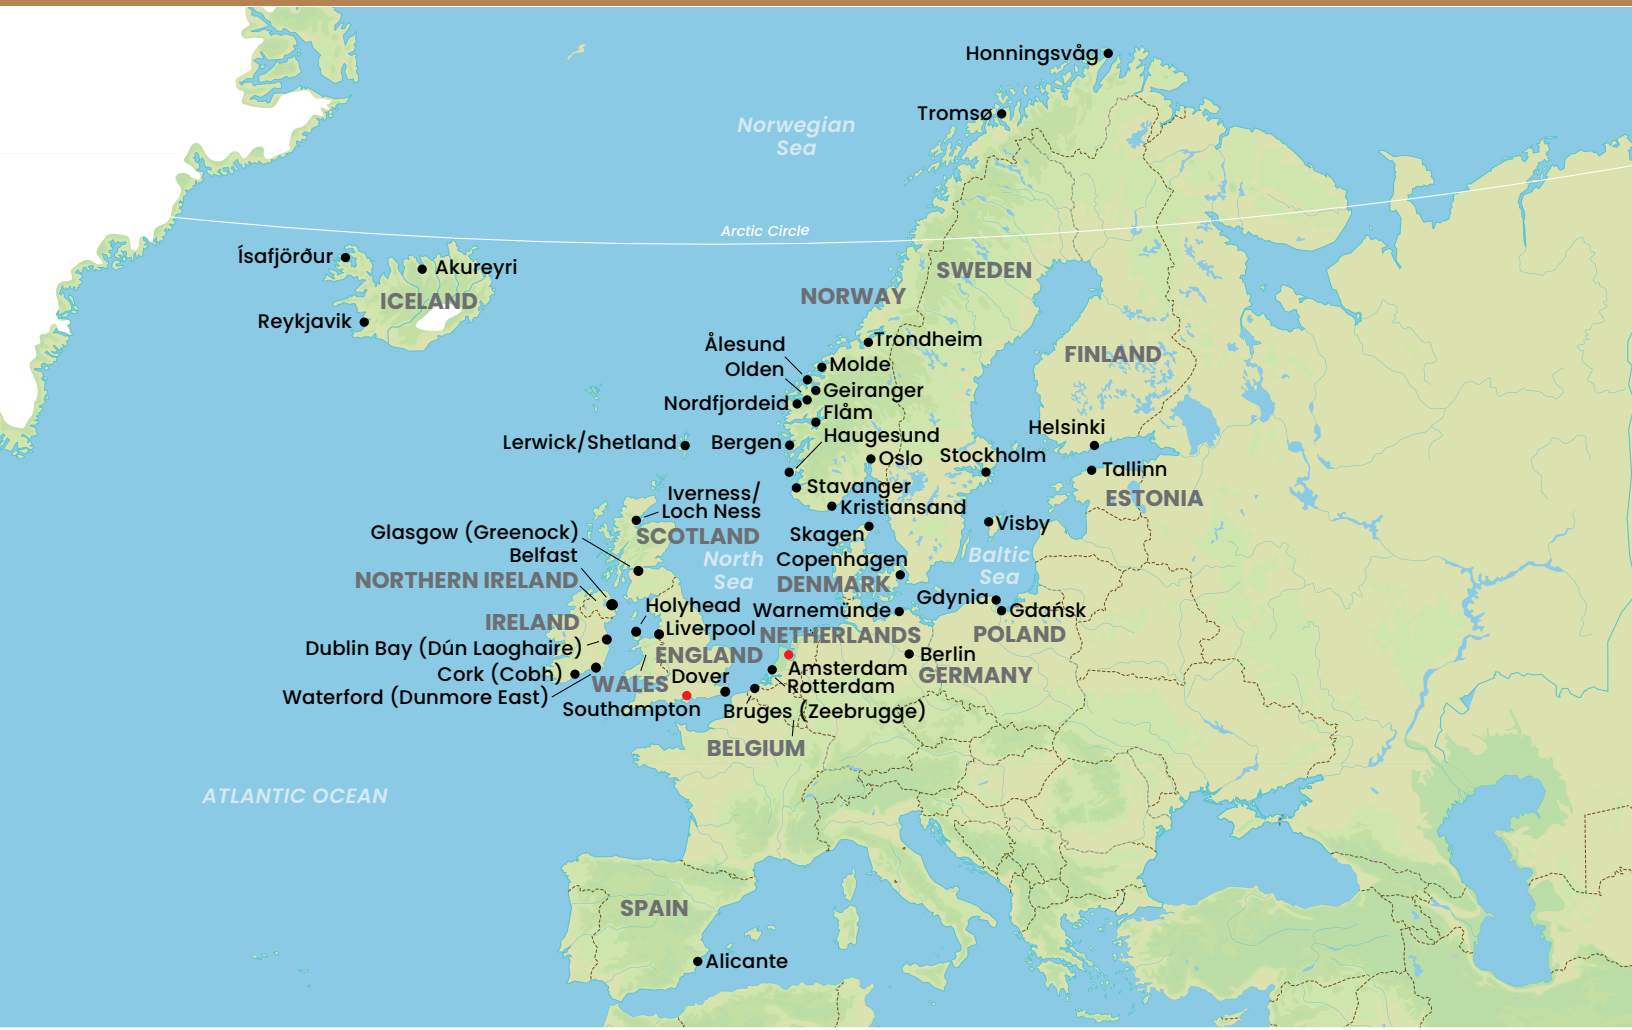 Honningsvåg
Tromsø
Norwegian
Sea
Arctic Circle
Ísafjörður
Akureyri
ICELAND
Reykjavik
SWEDEN
NORWAY
Trondheim
Ålesund
FINLAND
Molde
Olden
Geiranger
Nordfjordeid
Flåm
Helsinki
Haugesund
Lerwick/Shetland
Bergen
Oslo
Stockholm
Tallinn
Stavanger
ESTONIA
Iverness/
Loch Ness
Kristiansand
Visby
Glasgow (Greenock)
SCOTLAND
Skagen
Belfast
North
Sea
Copenhagen
Baltic
Sea
NORTHERN IRELAND
DENMARK
Gdynia
Holyhead
Warnemünde
Gdańsk
IRELAND
Liverpool
NETHERLANDS
POLAND
Dublin Bay (Dún Laoghaire)
ENGLAND
Berlin
Cork (Cobh)
Dover
Amsterdam
GERMANY
WALES
Rotterdam
Waterford (Dunmore East)
Southampton
Bruges (Zeebrugge)
BELGIUM
ATLANTIC OCEAN
SPAIN
Alicante